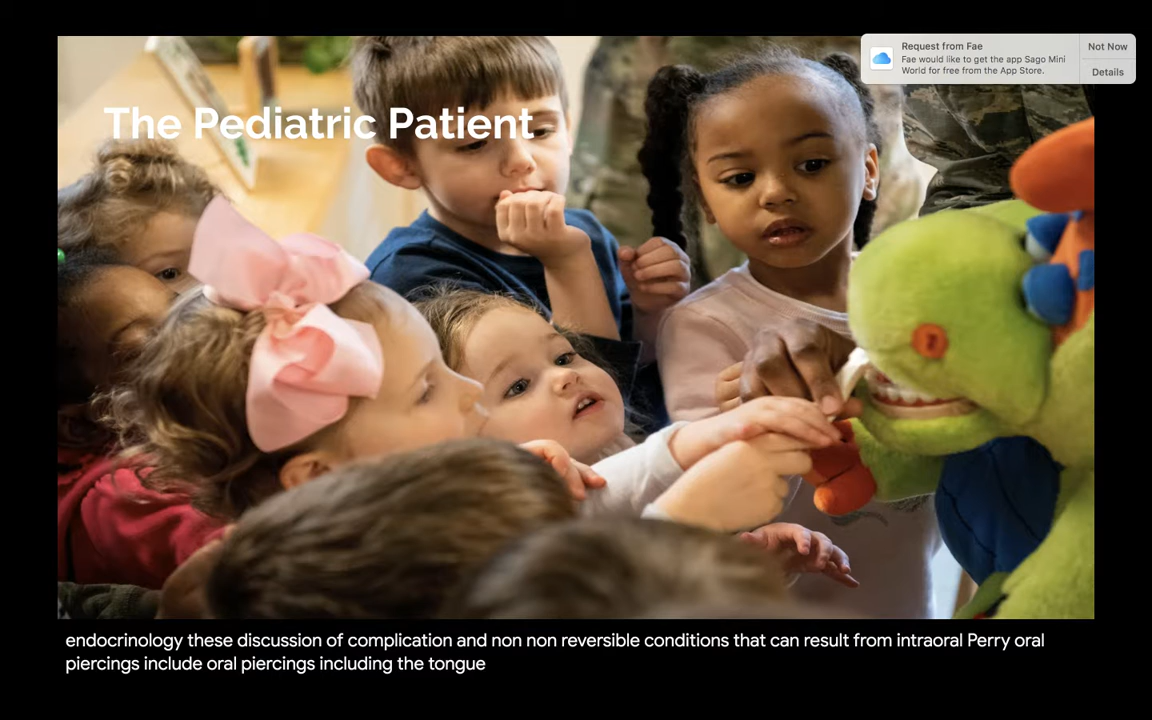 The Pediatric Patient
Request from Fae
Fae would like to get the app Sago Mini
World for free from the App Store.
Not Now
Details
endocrinology these discussion of complication and non non reversible conditions that can result from intraoral Perry oral
piercings include oral piercings including the tongue